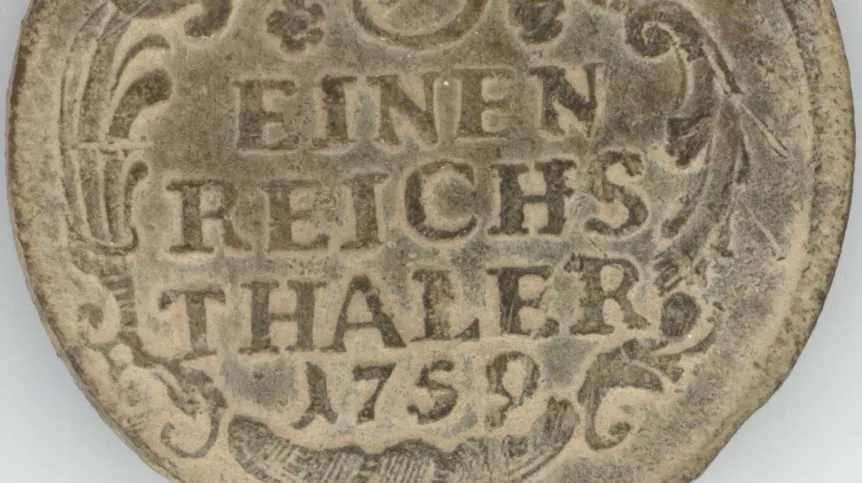 EINEN
REICHS
THALER
1759